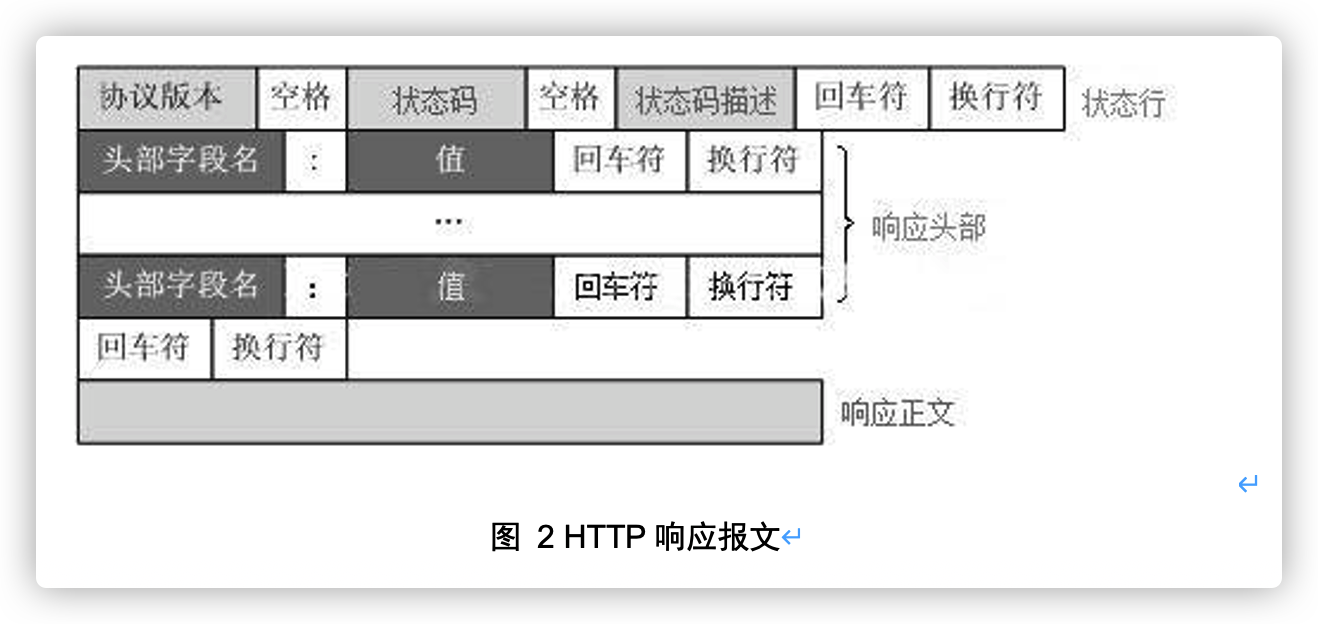 协议版本 空格 状态码 空格 状态码描述 回车符 换行符 状态行
头部字段名 : 值 回车符 换行符
...
响应头部
头部字段名 : 值 回车符 换行符
回车符 换行符
响应正文
图 2 HTTP 响应报文